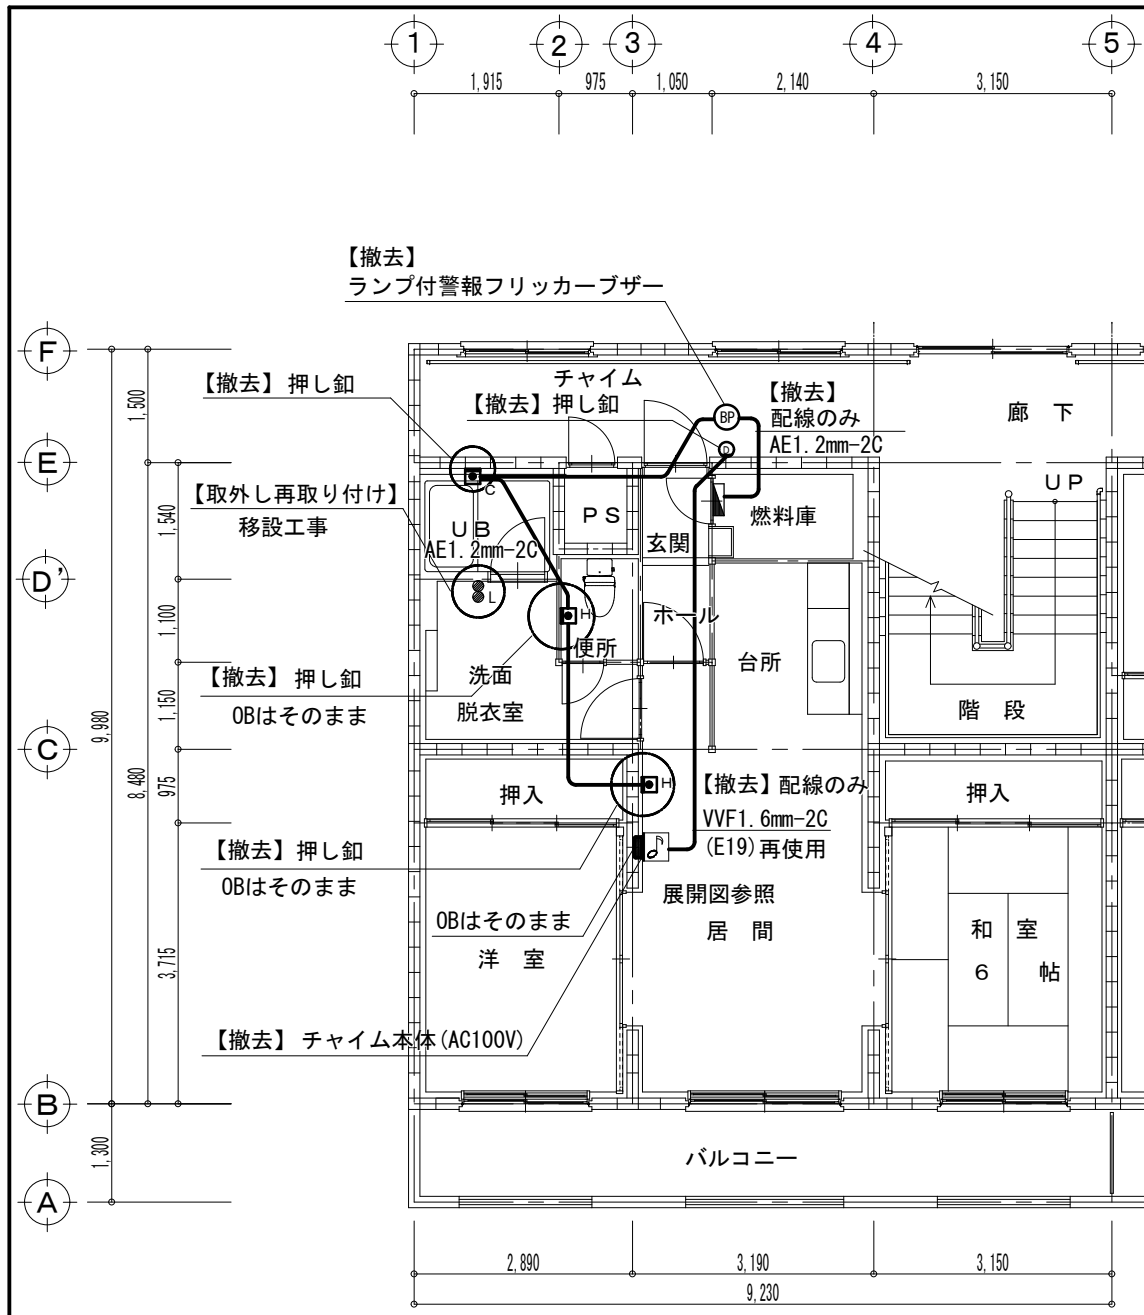 1
2
3
4
5
1,915
975
1,050
2,140
3,150
【撤去】
ランプ付警報フリッカーブザー
F
【撤去】押し釦
チャイム
【撤去】押し釦
BP
D
【撤去】
配線のみ
AE1.2mm-2C
廊 下
1,500
E
C
UP
【取外し再取り付け】
移設工事
UB
AE1.2mm-2C
PS
玄関
燃料庫
1,540
D'
L
H
ホール
1,100
便所
台所
【撤去】押し釦
OBはそのまま
洗面
脱衣室
階 段
1,150
9,980
C
8,480
975
押入
H
【撤去】配線のみ
VVF1.6mm-2C
(E19)再使用
押入
【撤去】押し釦
OBはそのまま
展開図参照
OBはそのまま
居 間
洋 室
和 室
6 帖
3,715
【撤去】チャイム本体(AC100V)
B
1,300
バルコニー
A
2,890
3,190
3,150
9,230